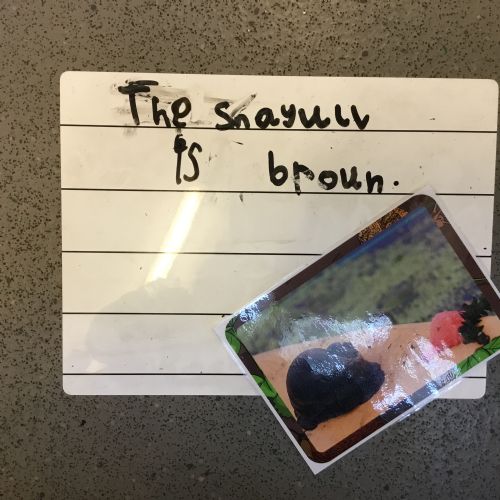 The snayuLL
is broun.